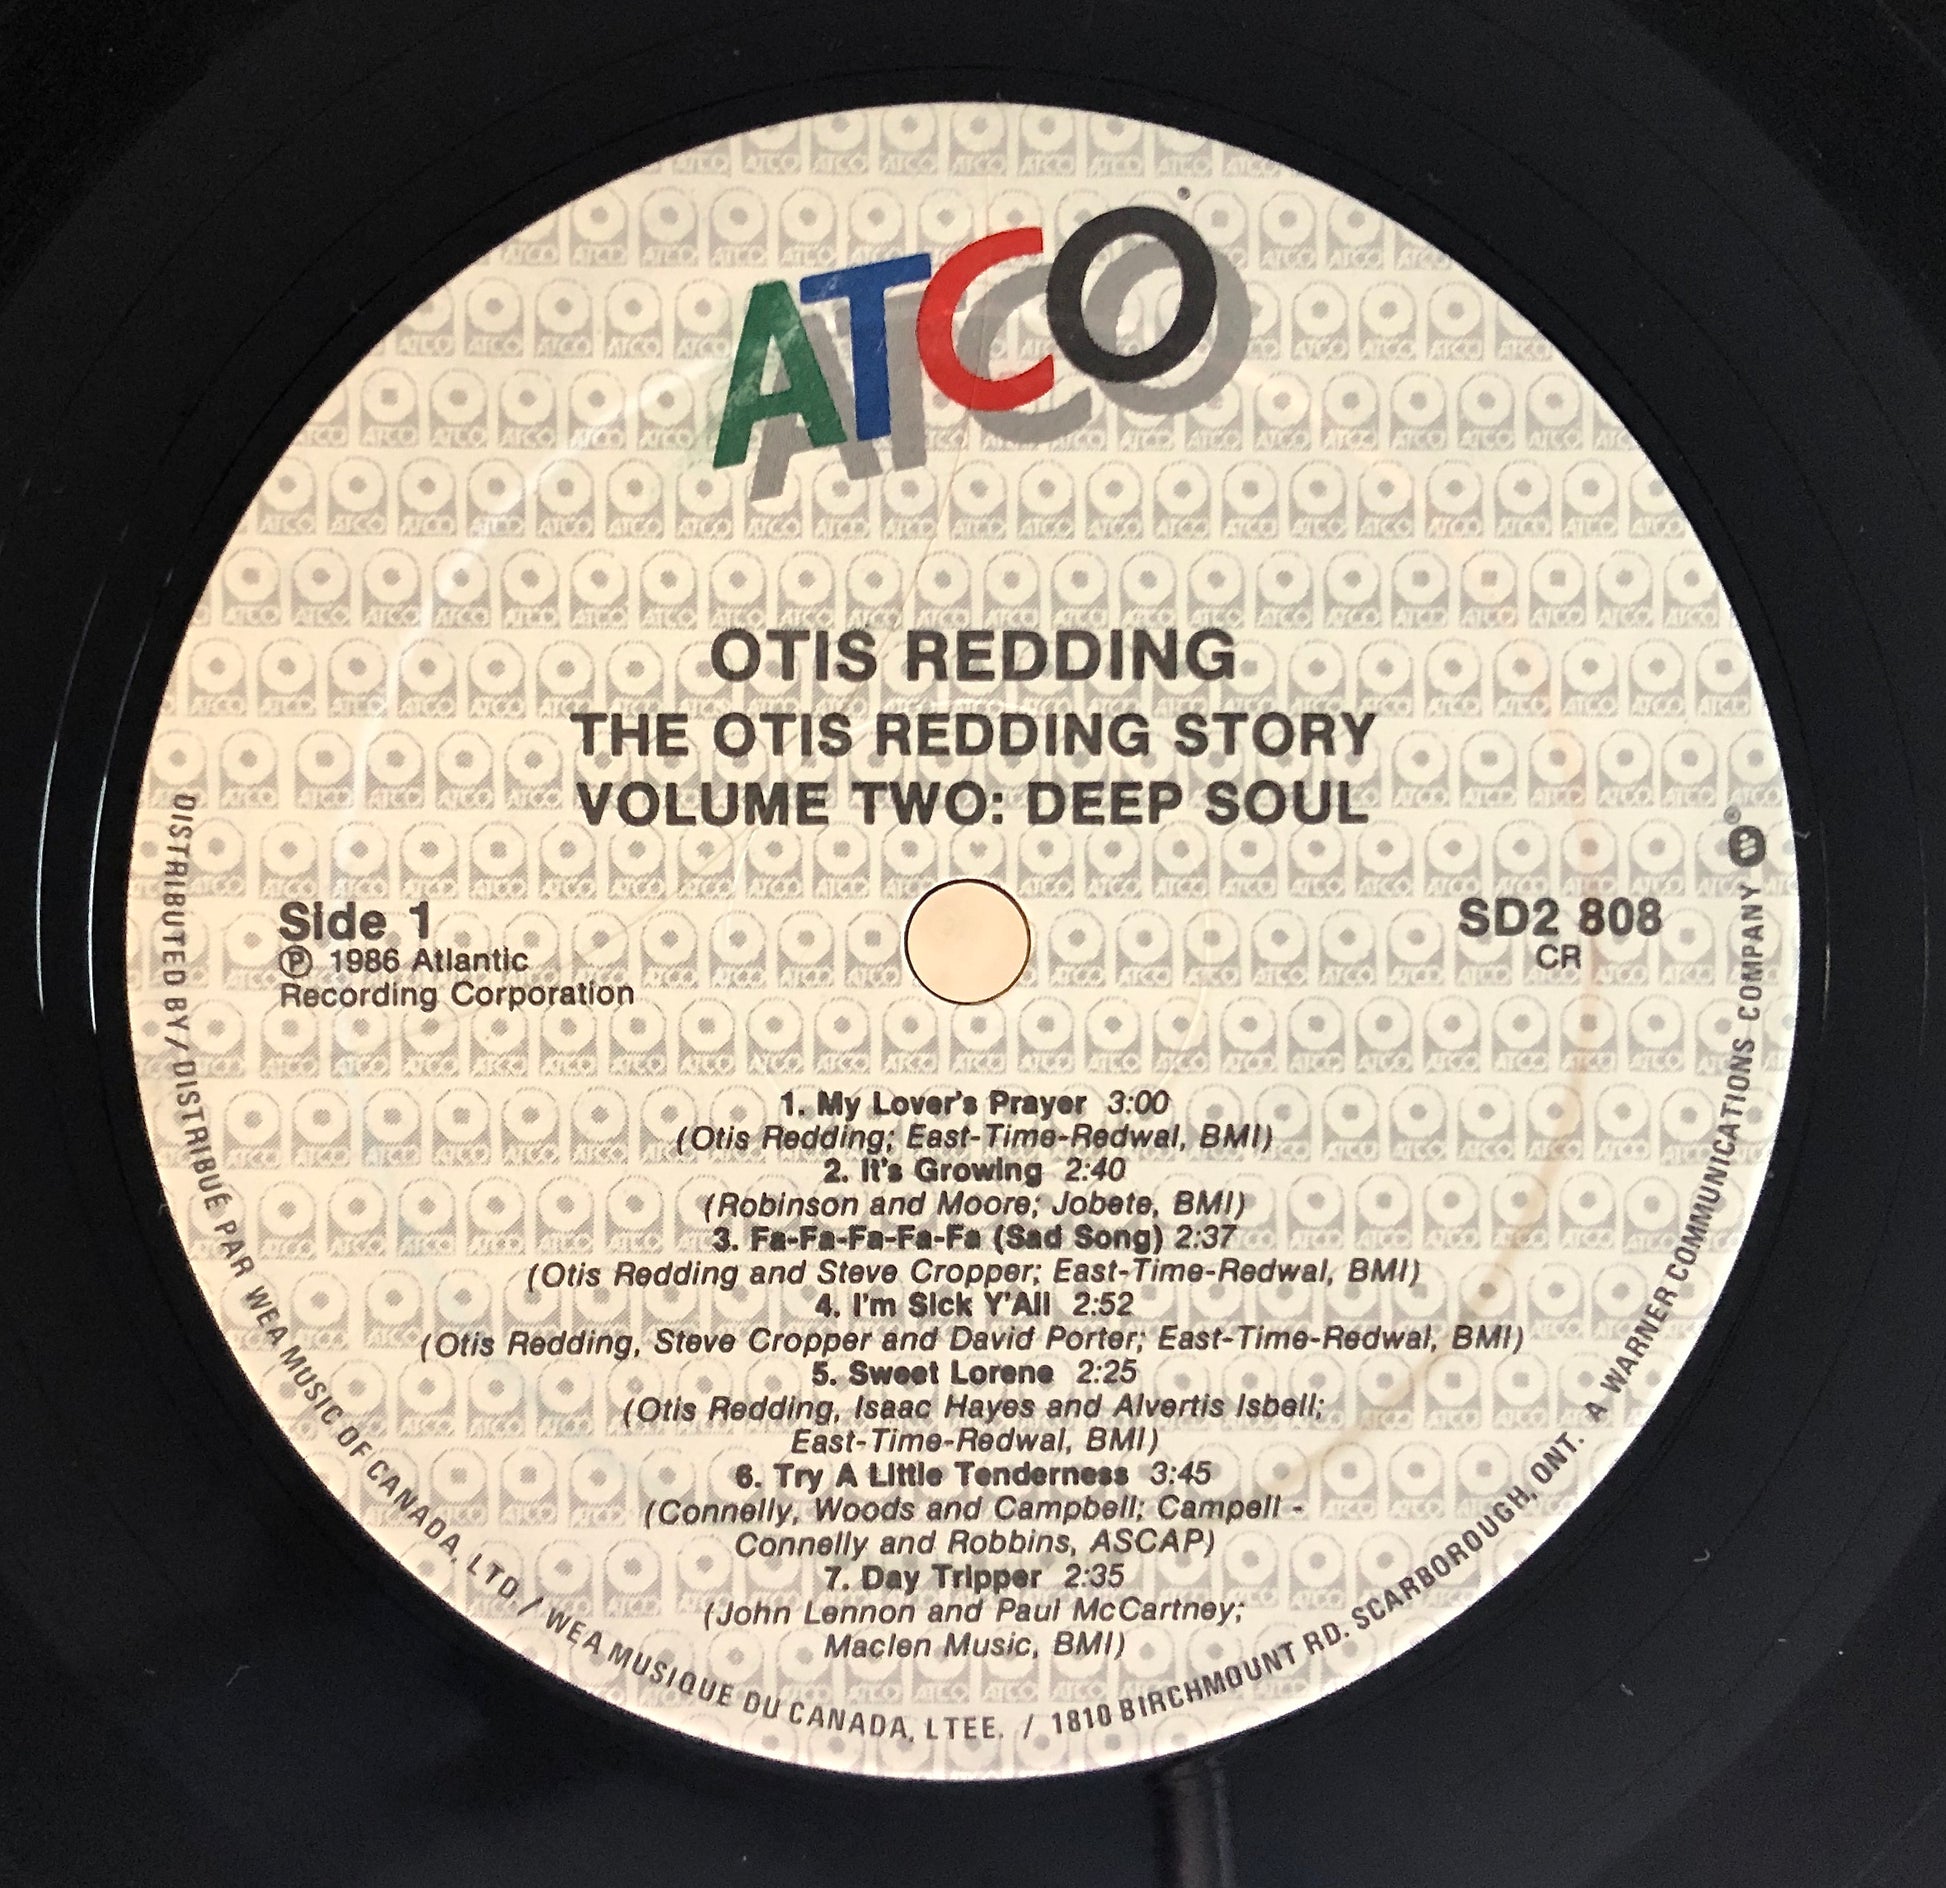 ATCO
OTIS REDDING
THE OTIS REDDING STORY
VOLUME TWO: DEEP SOUL
Side 1
Ⓟ 1986 Atlantic
Recording Corporation
SD2 808
CR
1. My Lover's Prayer 3:00
(Otis Redding; East-Time-Redwal, BMI)
2. It's Growing 2:40
(Robinson and Moore; Jobete, BMI)
3. Fa-Fa-Fa-Fa-Fa (Sad Song) 2:37
(Otis Redding and Steve Cropper; East-Time-Redwal, BMI)
4. I'm Sick Y'All 2:52
(Otis Redding, Steve Cropper and David Porter; East-Time-Redwal, BMI)
5. Sweet Lorene 2:25
(Otis Redding, Isaac Hayes and Alvertis Isbell;
East-Time-Redwal, BMI)
6. Try A Little Tenderness 3:45
(Connelly, Woods and Campbell; Campell -
Connelly and Robbins, ASCAP)
7. Day Tripper 2:35
(John Lennon and Paul McCartney;
Maclen Music, BMI)
DISTRIBUTED BY / DISTRIBUÉ PAR WEA MUSIC OF CANADA, LTD. / WEA MUSIQUE DU CANADA, LTEE. / 1810 BIRCHMOUNT RD. SCARBOROUGH, ONT. A WARNER COMMUNICATIONS COMPANY ®